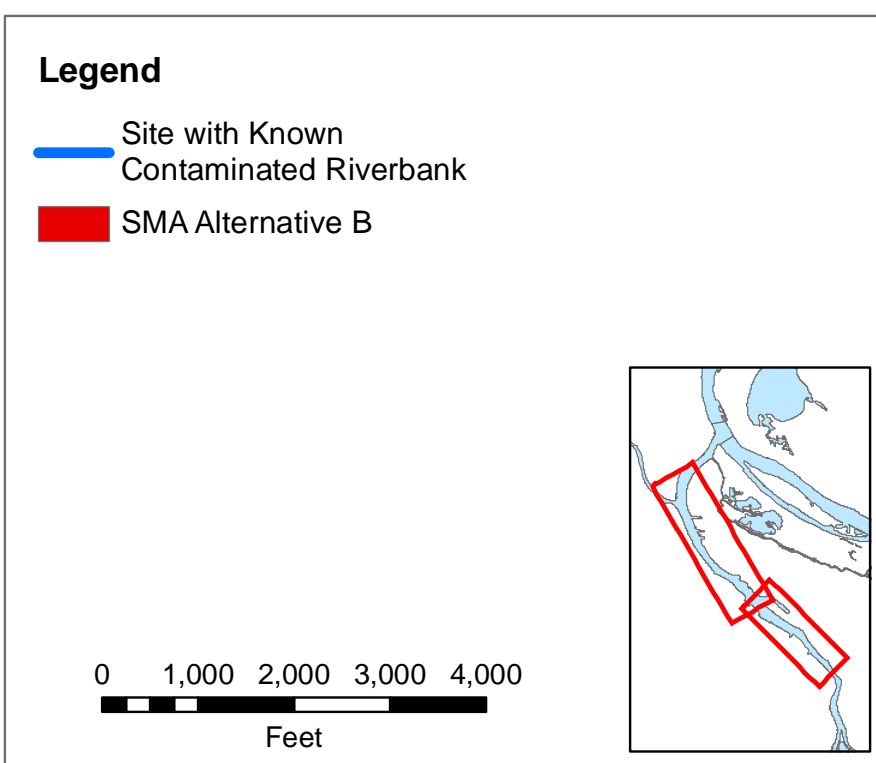 Legend
Site with Known
Contaminated Riverbank
SMA Alternative B
0 1,000 2,000 3,000 4,000
Feet